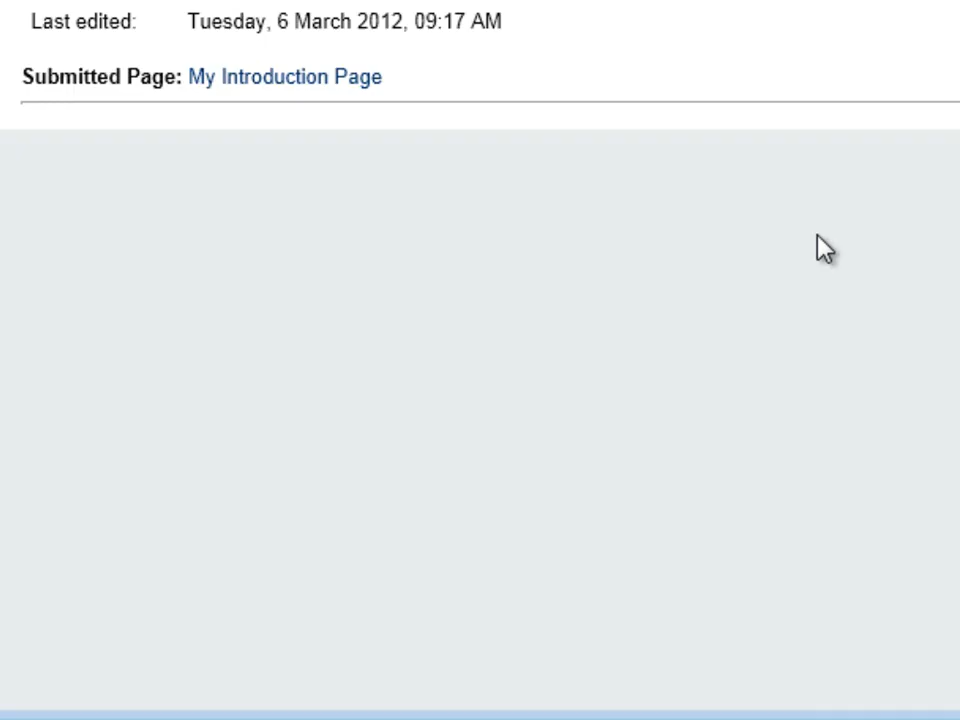 Last edited: Tuesday, 6 March 2012, 09:17 AM
Submitted Page: My Introduction Page